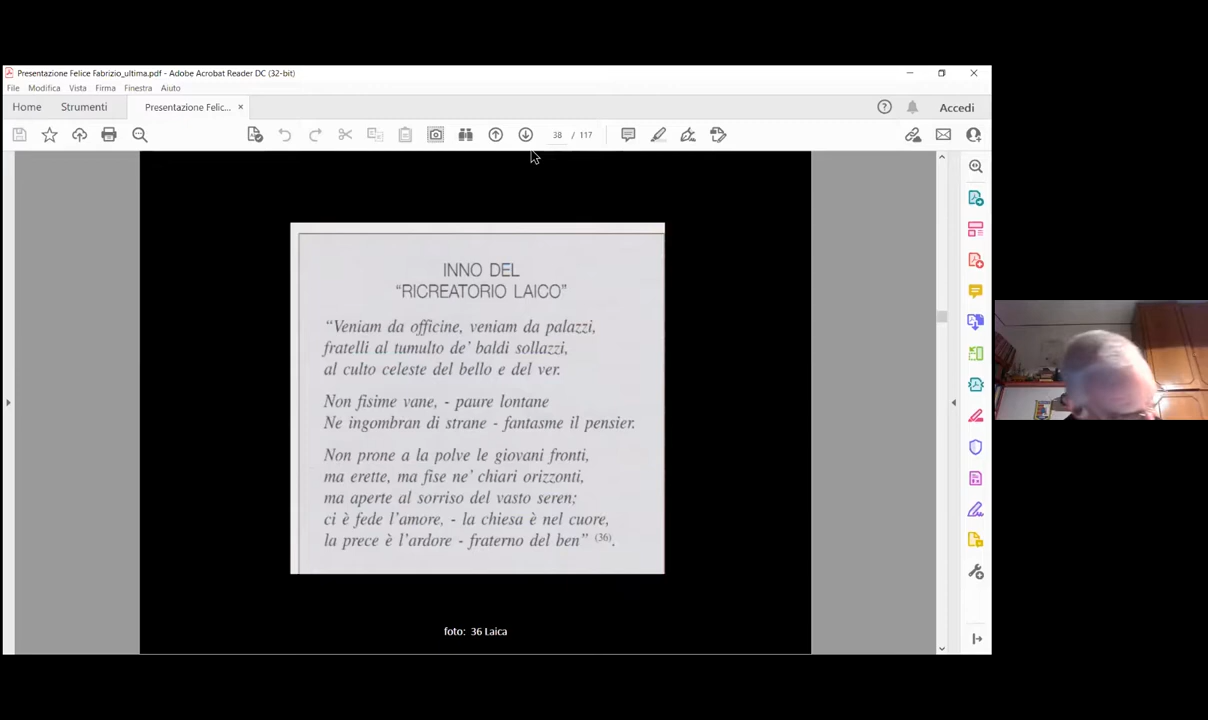 Presentazione Felice Fabrizio_ultima.pdf - Adobe Acrobat Reader DC (32-bit)
File Modifica Vista Firma Finestra Aiuto
Home Strumenti Presentazione Felic... × Accedi
38 / 117
INNO DEL
“RICREATORIO LAICO”
“Veniam da officine, veniam da palazzi,
fratelli al tumulto de’ baldi sollazzi,
al culto celeste del bello e del ver.
Non fisime vane, - paure lontane
Ne ingombran di strane - fantasme il pensier.
Non prone a la polve le giovani fronti,
ma erette, ma fise ne’ chiari orizzonti,
ma aperte al sorriso del vasto seren;
ci è fede l’amore, - la chiesa è nel cuore,
la prece è l’ardore - fraterno del ben” (36).
foto: 36 Laica